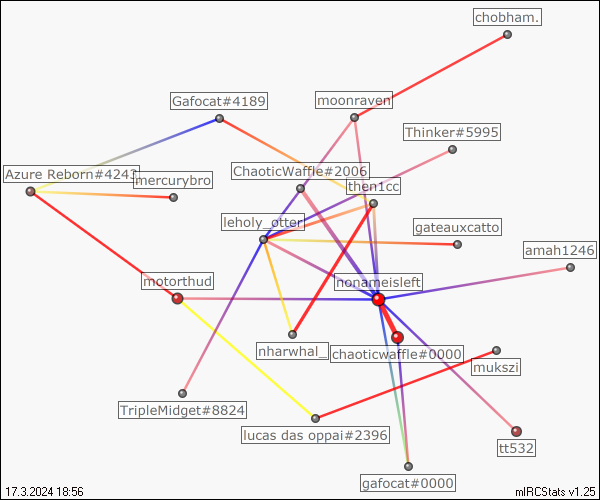 chobham.
Gafocat#4189
moonraven
Thinker#5995
ChaoticWaffle#2006
Azure Reborn#4243
mercurybro
then1cc
leholy_otter
gateauxcatto
amah1246
motorthud
nonameisleft
nharwhal_
chaoticwaffle#0000
mukszi
TripleMidget#8824
lucas das oppai#2396
tt532
gafocat#0000
17.3.2024 18:56
mIRCStats v1.25